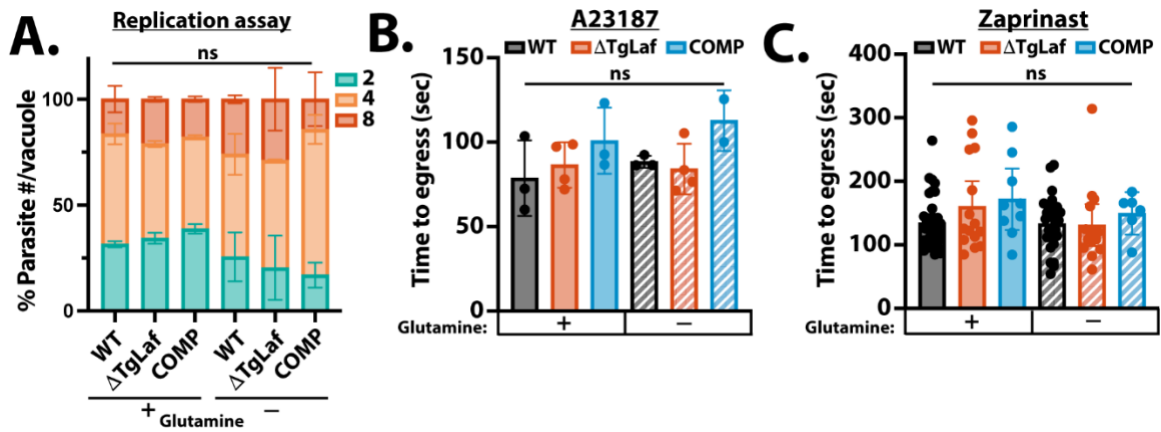 A.
Replication assay
ns
2
4
8
100
50
0
% Parasite #/vacuole
WT
ΔTgLaf
COMP
WT
ΔTgLaf
COMP
+ Glutamine −
B.
A23187
WT ΔTgLaf COMP
ns
150
100
50
0
Time to egress (sec)
Glutamine: + −
C.
Zaprinast
WT ΔTgLaf COMP
ns
400
300
200
100
0
Time to egress (sec)
Glutamine: + −